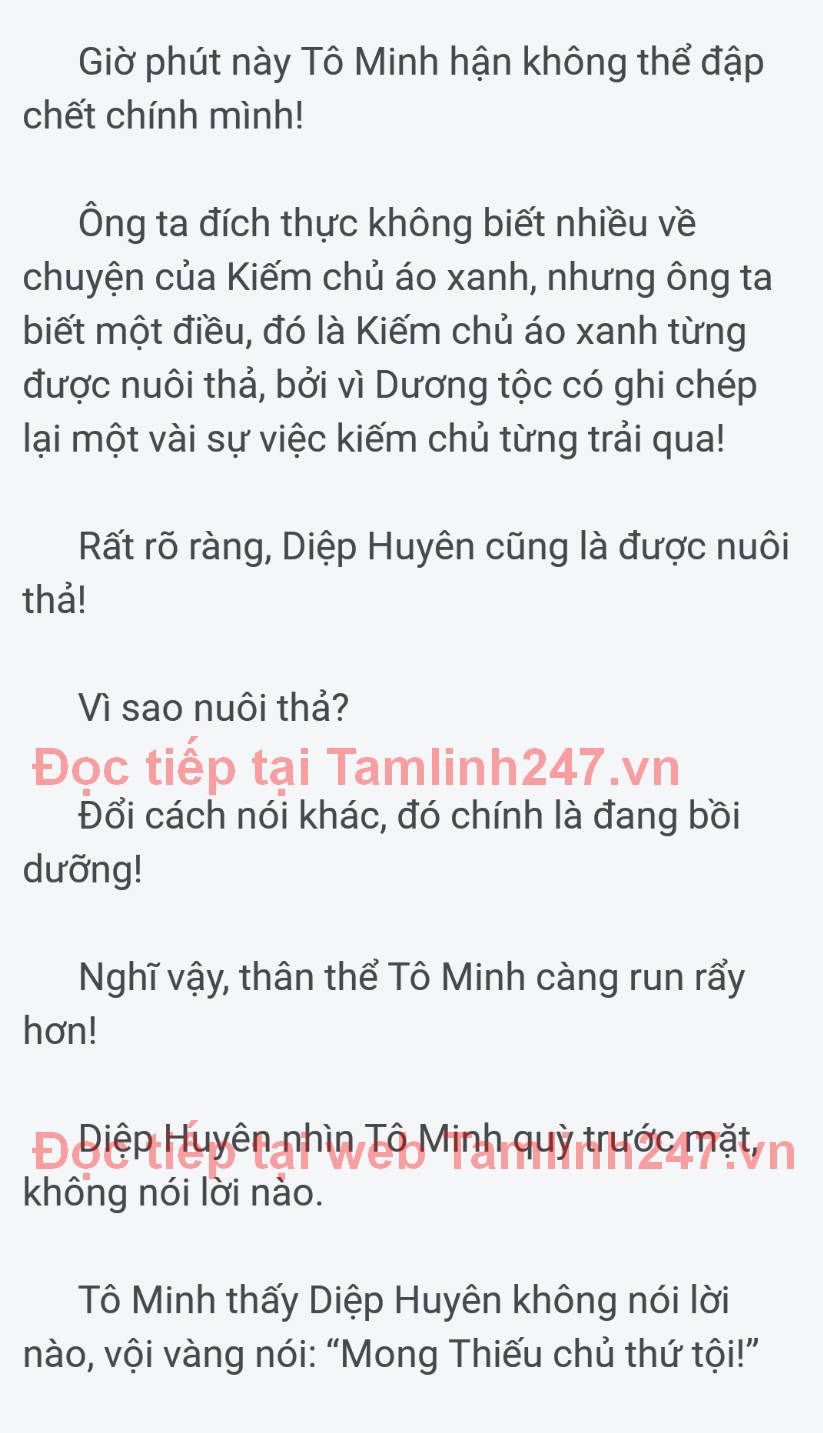 Giờ phút này Tô Minh hận không thể đập
chết chính mình!
Ông ta đích thực không biết nhiều về
chuyện của Kiếm chủ áo xanh, nhưng ông ta
biết một điều, đó là Kiếm chủ áo xanh từng
được nuôi thả, bởi vì Dương tộc có ghi chép
lại một vài sự việc kiếm chủ từng trải qua!
Rất rõ ràng, Diệp Huyên cũng là được nuôi
thả!
Vì sao nuôi thả?
Đọc tiếp tại Tamlinh247.vn
Đổi cách nói khác, đó chính là đang bồi
dưỡng!
Nghĩ vậy, thân thể Tô Minh càng run rẩy
hơn!
Diệp Huyên nhìn Tô Minh quỳ trước mặt,
Đọc tiếp tại web Tamlinh247.vn
không nói lời nào.
Tô Minh thấy Diệp Huyên không nói lời
nào, vội vàng nói: “Mong Thiếu chủ thứ tội!”